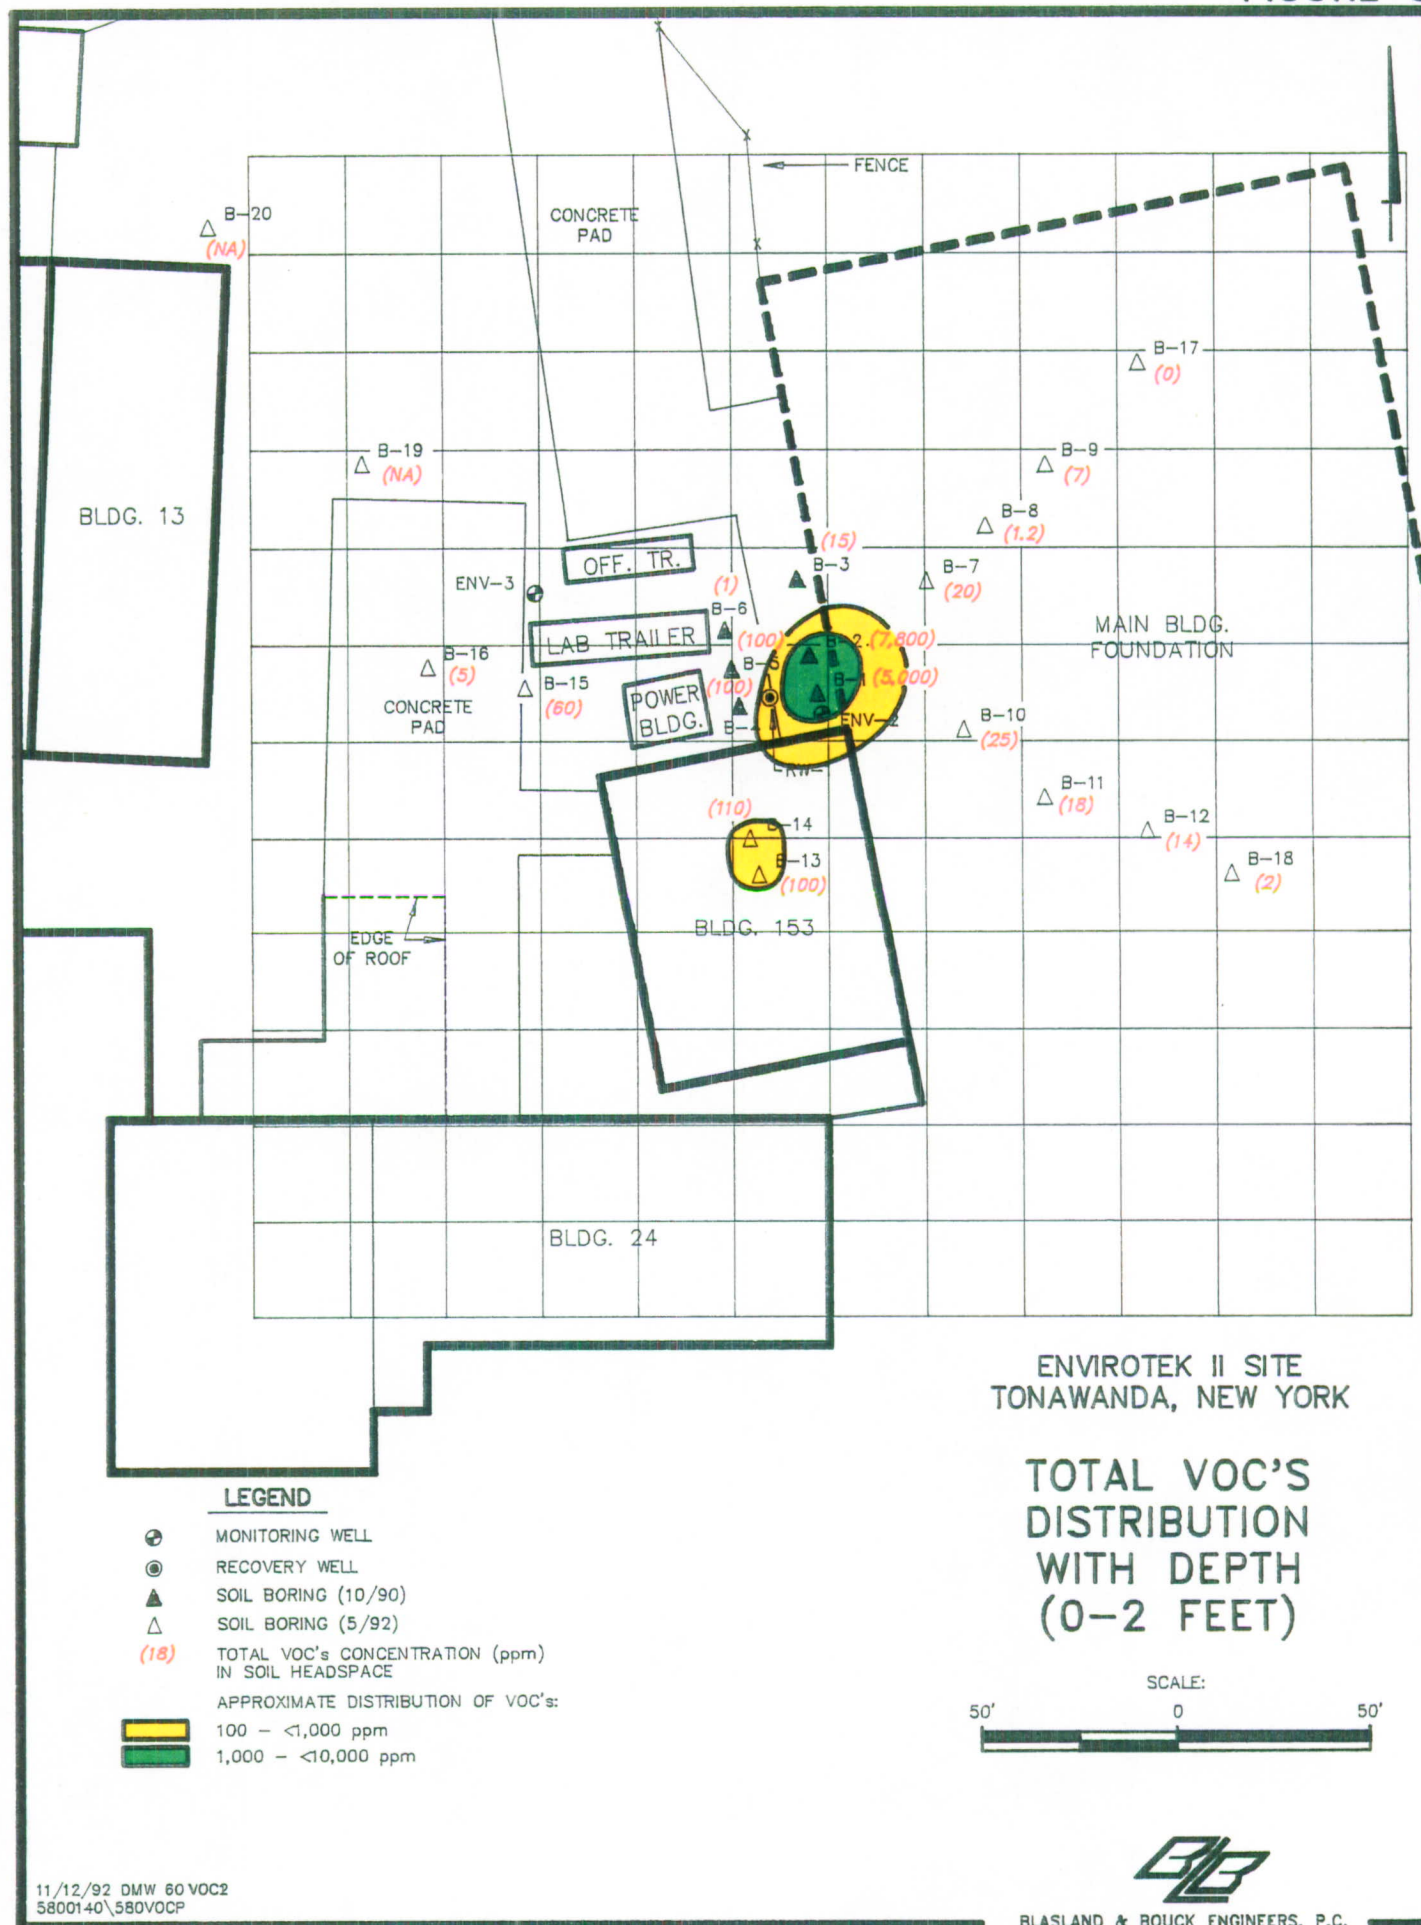 B-20
(NA)
CONCRETE
PAD
FENCE
B-17
(0)
B-19
(NA)
B-9
(7)
BLDG. 13
B-8
(1.2)
(15)
OFF. TR.
B-3
B-7
(20)
ENV-3
(1)
B-6
LAB TRAILER
(100)
B-2
(7,800)
MAIN BLDG.
FOUNDATION
B-16
(5)
B-5
B-15
(60)
(100)
B-1
(5,000)
CONCRETE
PAD
POWER
BLDG.
B-4
ENV-2
B-10
(25)
B-11
(18)
(110)
B-14
B-12
(14)
B-13
(100)
B-18
(2)
BLDG. 153
EDGE
OF ROOF
BLDG. 24
ENVIROTEK II SITE
TONAWANDA, NEW YORK
TOTAL VOC'S
DISTRIBUTION
WITH DEPTH
(0-2 FEET)
LEGEND
MONITORING WELL
RECOVERY WELL
SOIL BORING (10/90)
SOIL BORING (5/92)
(18)
TOTAL VOC's CONCENTRATION (ppm)
IN SOIL HEADSPACE
APPROXIMATE DISTRIBUTION OF VOC's:
100 - <1,000 ppm
1,000 - <10,000 ppm
SCALE:
50'
0
50'
11/12/92 DMW 60 VOC2
5800140\580VOCP
BLASLAND & BOUCK ENGINEERS, P.C.